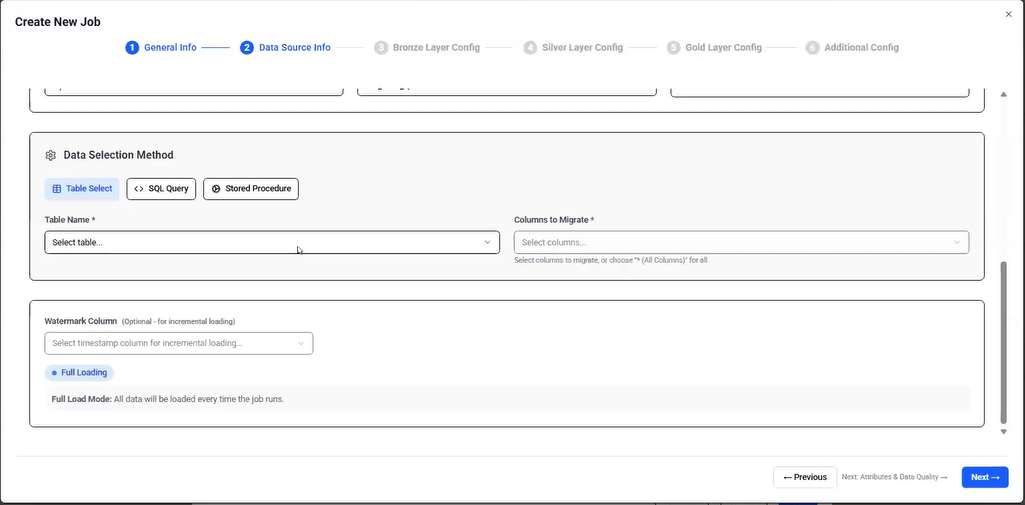 Create New Job
×
1 General Info
2 Data Source Info
3 Bronze Layer Config
4 Silver Layer Config
5 Gold Layer Config
6 Additional Config
Data Selection Method
Table Select
<> SQL Query
Stored Procedure
Table Name *
Columns to Migrate *
Select table...
Select columns...
Select columns to migrate, or choose "* (All Columns)" for all.
Watermark Column (Optional - for incremental loading)
Select timestamp column for incremental loading...
Full Loading
Full Load Mode: All data will be loaded every time the job runs.
← Previous
Next: Attributes & Data Quality →
Next →